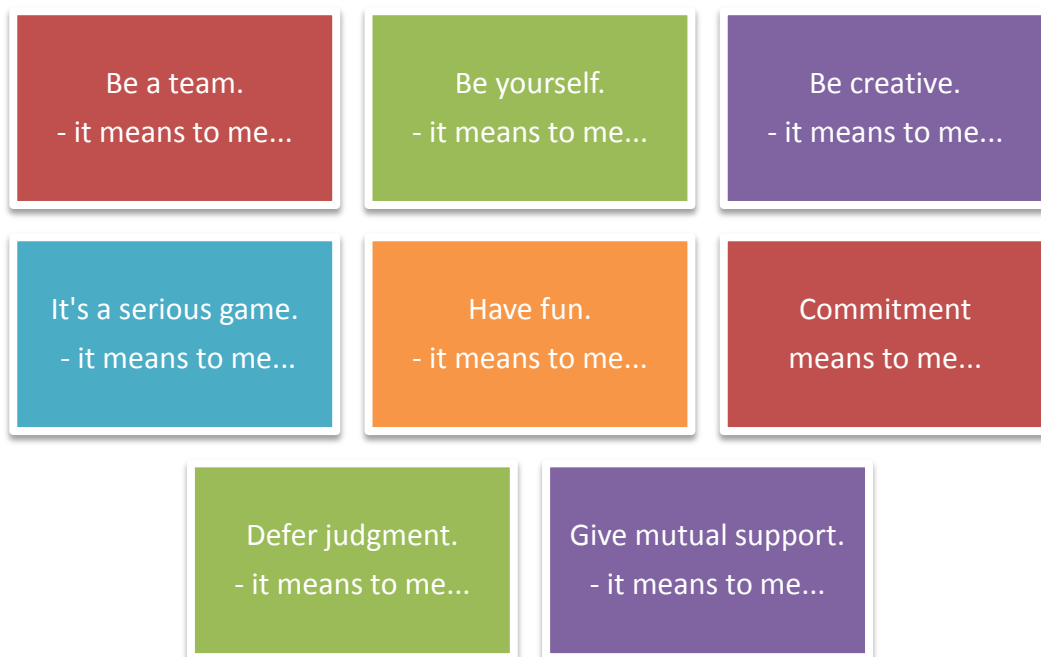 Be a team.
- it means to me...
Be yourself.
- it means to me...
Be creative.
- it means to me...
It's a serious game.
- it means to me...
Have fun.
- it means to me...
Commitment
means to me...
Defer judgment.
- it means to me...
Give mutual support.
- it means to me...